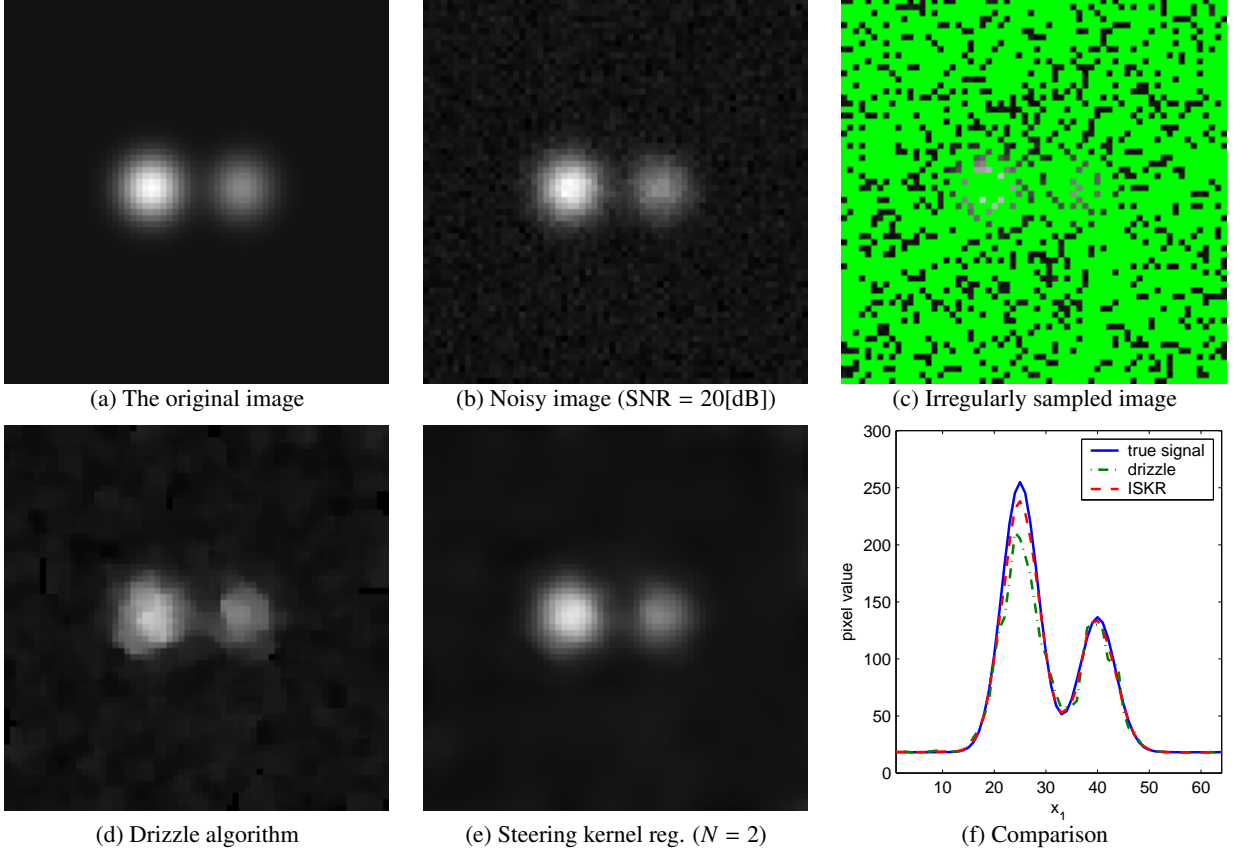 (a) The original image
(b) Noisy image (SNR = 20[dB])
(c) Irregularly sampled image
300
250
200
150
100
50
0
pixel value
true signal
drizzle
ISKR
10 20 30 40 50 60
x₁
(d) Drizzle algorithm
(e) Steering kernel reg. (N = 2)
(f) Comparison